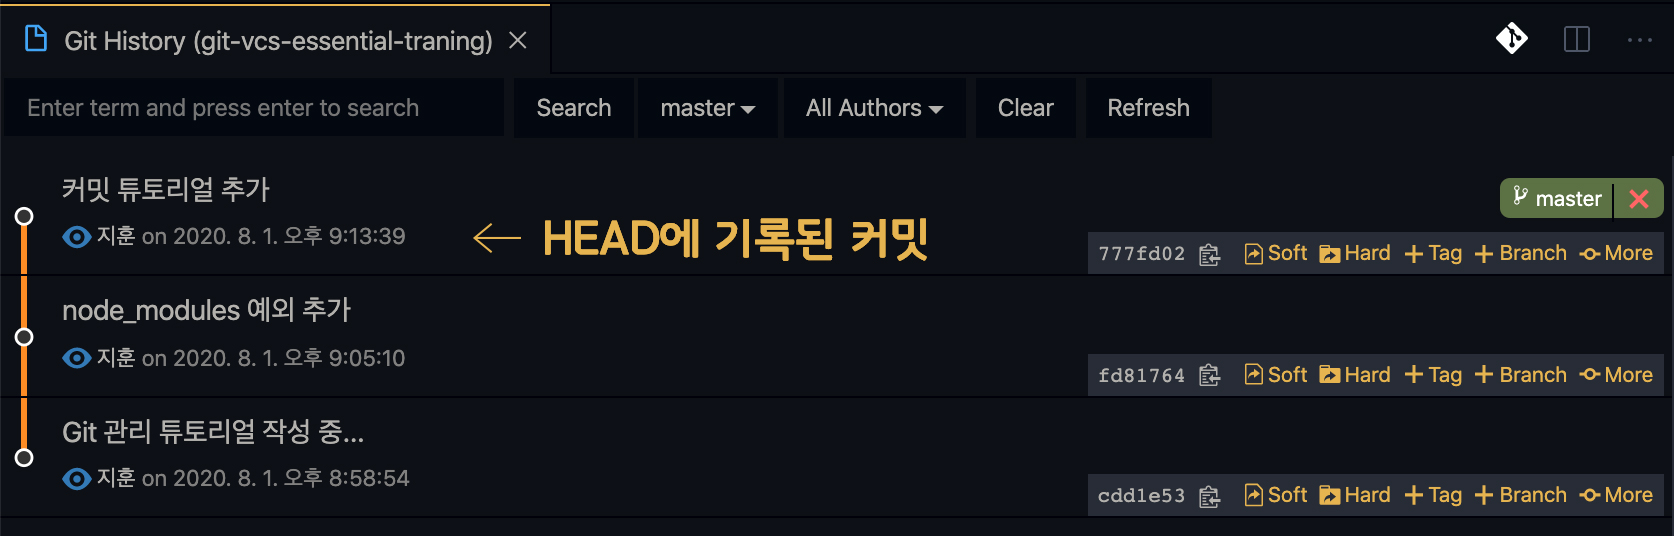 Git History (git-vcs-essential-traning)
Enter term and press enter to search Search master All Authors Clear Refresh
커밋 튜토리얼 추가
master
지훈 on 2020. 8. 1. 오후 9:13:39
HEAD에 기록된 커밋
777fd02 Soft Hard Tag Branch More
node_modules 예외 추가
지훈 on 2020. 8. 1. 오후 9:05:10
fd81764 Soft Hard Tag Branch More
Git 관리 튜토리얼 작성 중...
지훈 on 2020. 8. 1. 오후 8:58:54
cdd1e53 Soft Hard Tag Branch More